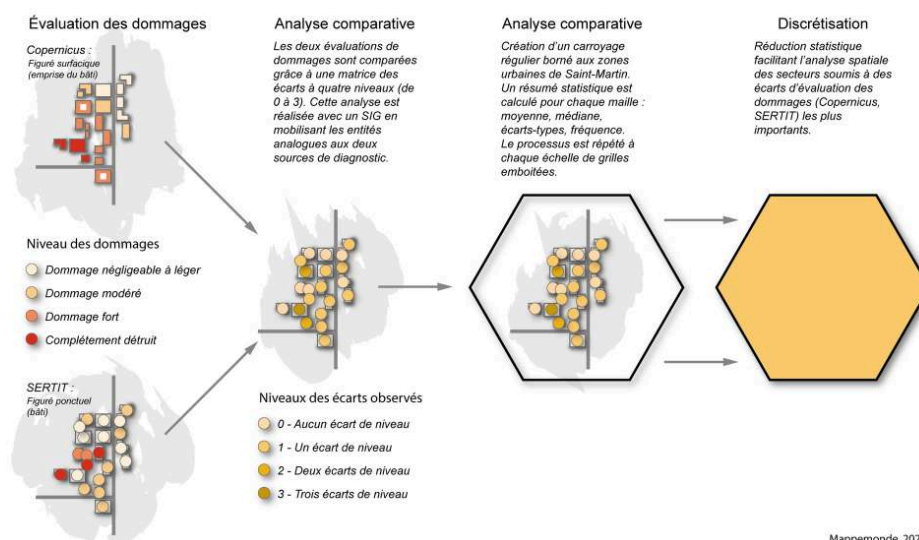 Évaluation des dommages
Copernicus :
Figuré surfacique
(emprise du bâti)
Niveau des dommages
Dommage négligeable à léger
Dommage modéré
Dommage fort
Complétement détruit
SERTIT :
Figuré ponctuel
(bâti)
Analyse comparative
Les deux évaluations de
dommages sont comparées
grâce à une matrice des
écarts à quatre niveaux (de
0 à 3). Cette analyse est
réalisée avec un SIG en
mobilisant les entités
analogues aux deux
sources de diagnostic.
Niveaux des écarts observés
0 - Aucun écart de niveau
1 - Un écart de niveau
2 - Deux écarts de niveau
3 - Trois écarts de niveau
Analyse comparative
Création d'un carroyage
régulier borné aux zones
urbaines de Saint-Martin.
Un résumé statistique est
calculé pour chaque maille :
moyenne, médiane,
écarts-types, fréquence.
Le processus est répété à
chaque échelle de grilles
emboitées.
Discrétisation
Réduction statistique
facilitant l'analyse spatiale
des secteurs soumis à des
écarts d'évaluation des
dommages (Copernicus,
SERTIT) les plus
importants.